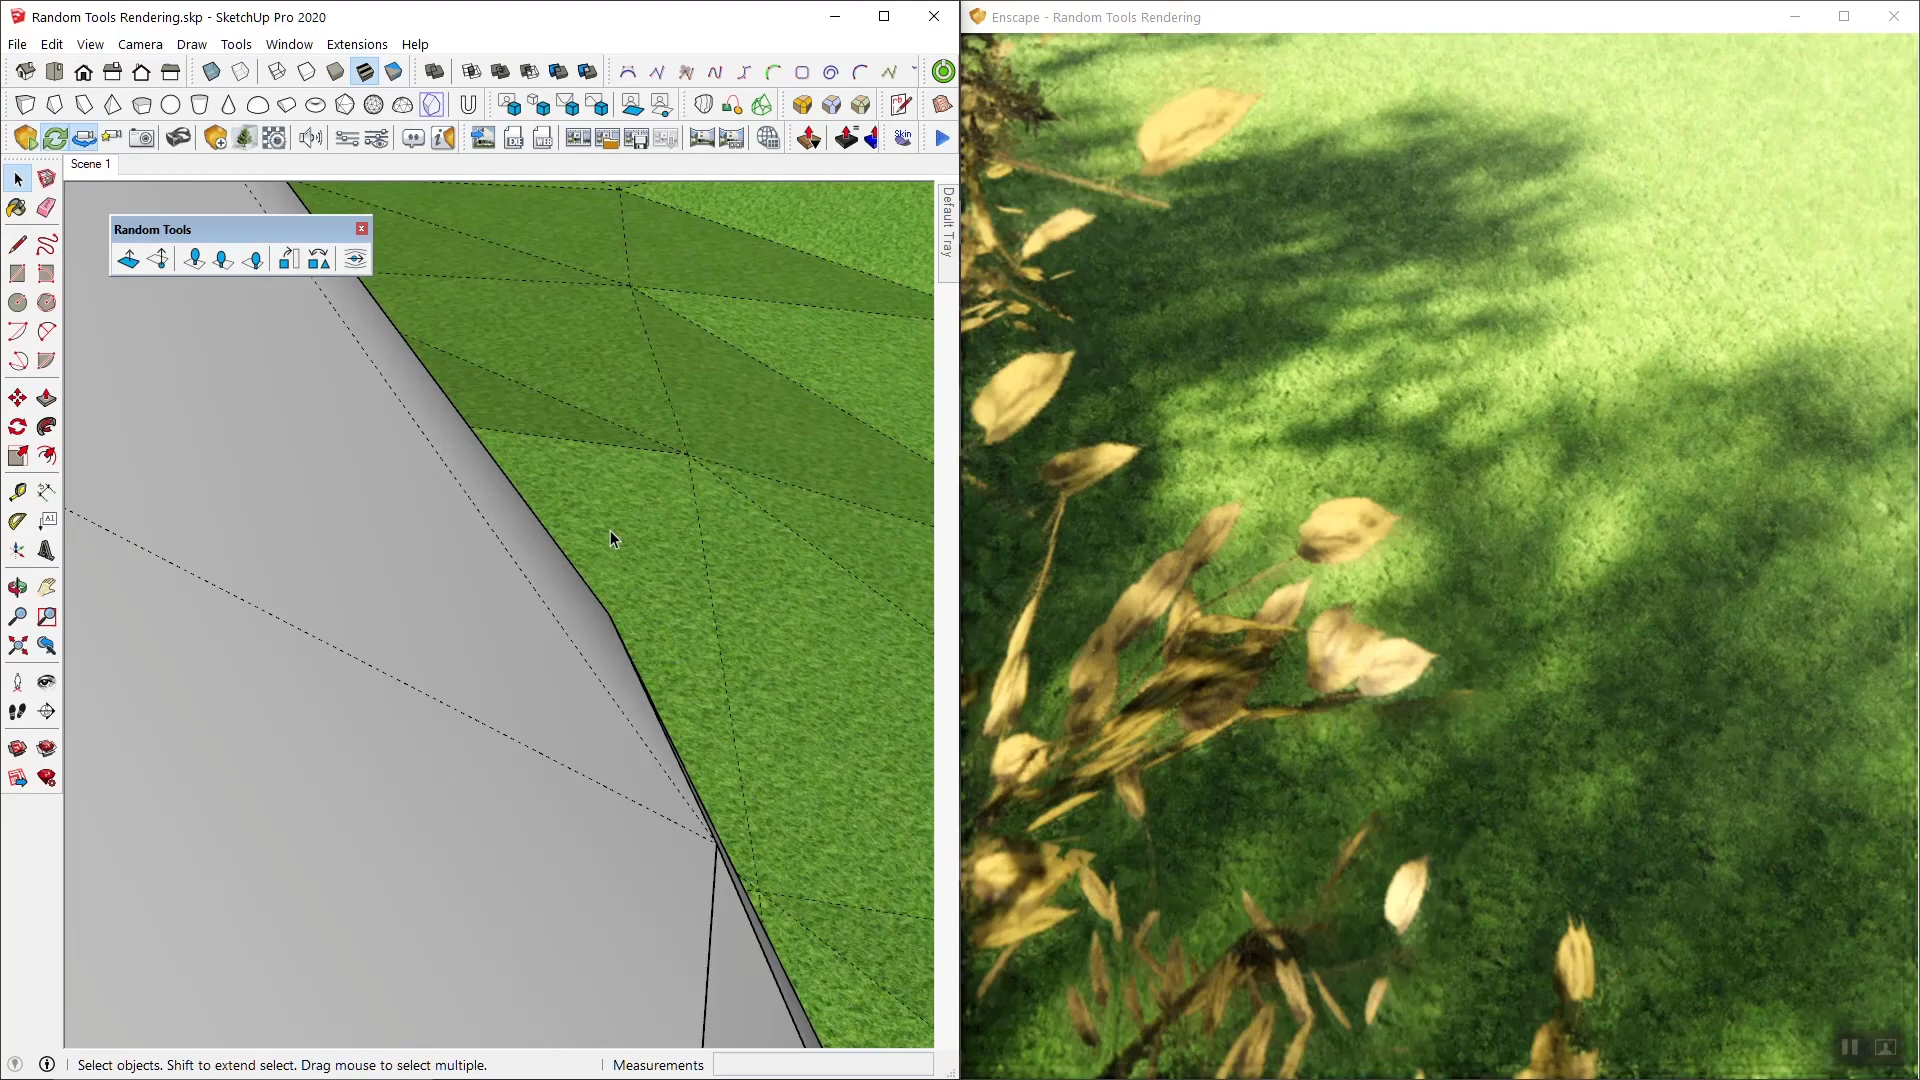 Random Tools Rendering.skp - SketchUp Pro 2020
Enscape - Random Tools Rendering
File Edit View Camera Draw Tools Window Extensions Help
Skin
Scene 1
Default Tray
Random Tools
Select objects. Shift to extend select. Drag mouse to select multiple.
Measurements